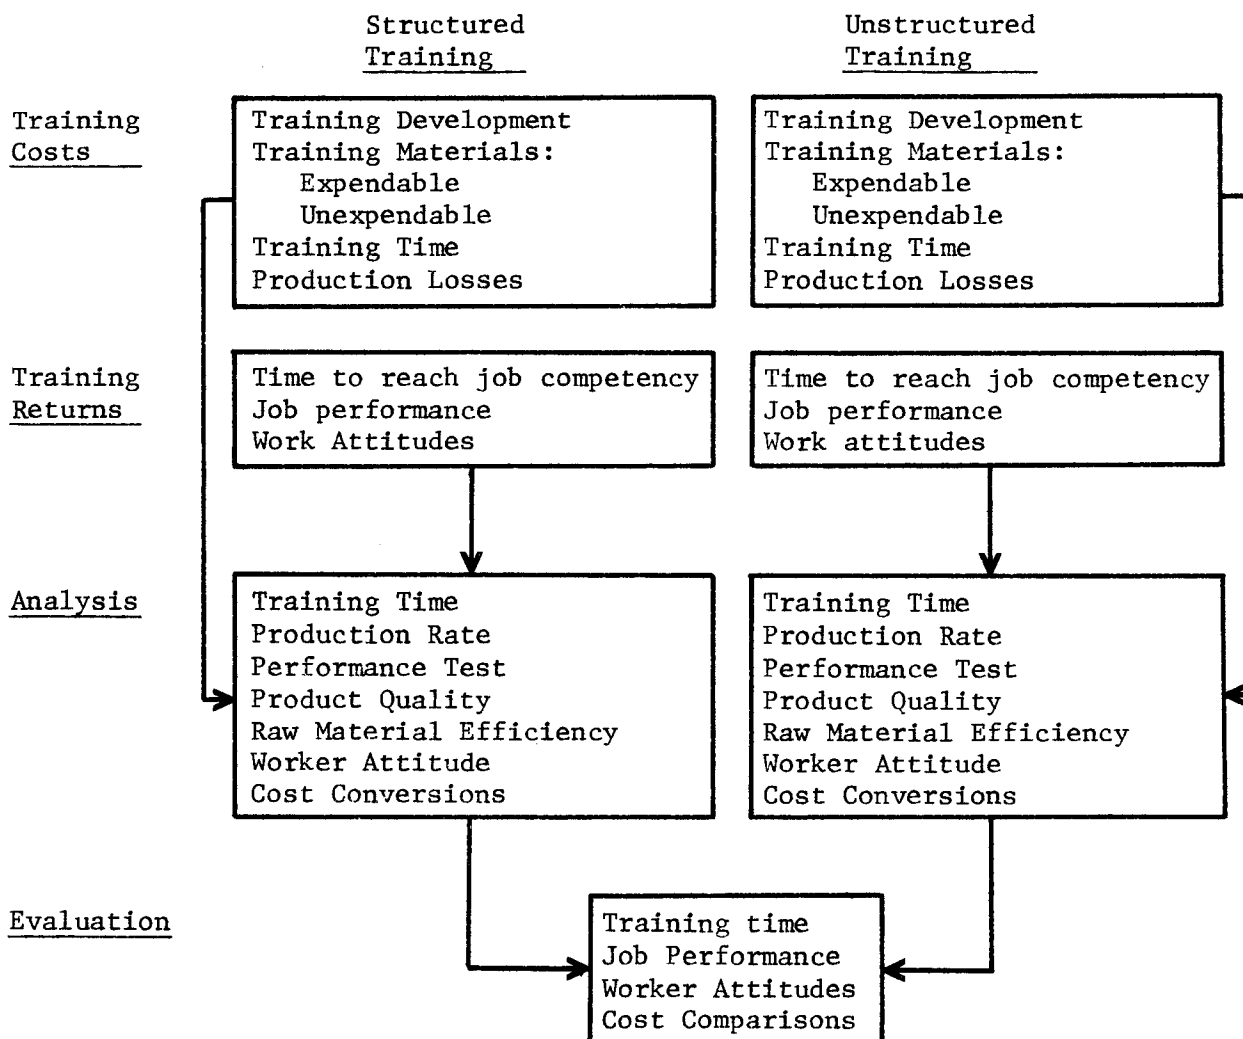 Structured
Training
Unstructured
Training
Training
Costs
Training Development
Training Materials:
Expendable
Unexpendable
Training Time
Production Losses
Training Development
Training Materials:
Expendable
Unexpendable
Training Time
Production Losses
Training
Returns
Time to reach job competency
Job performance
Work Attitudes
Time to reach job competency
Job performance
Work attitudes
Analysis
Training Time
Production Rate
Performance Test
Product Quality
Raw Material Efficiency
Worker Attitude
Cost Conversions
Training Time
Production Rate
Performance Test
Product Quality
Raw Material Efficiency
Worker Attitude
Cost Conversions
Evaluation
Training time
Job Performance
Worker Attitudes
Cost Comparisons